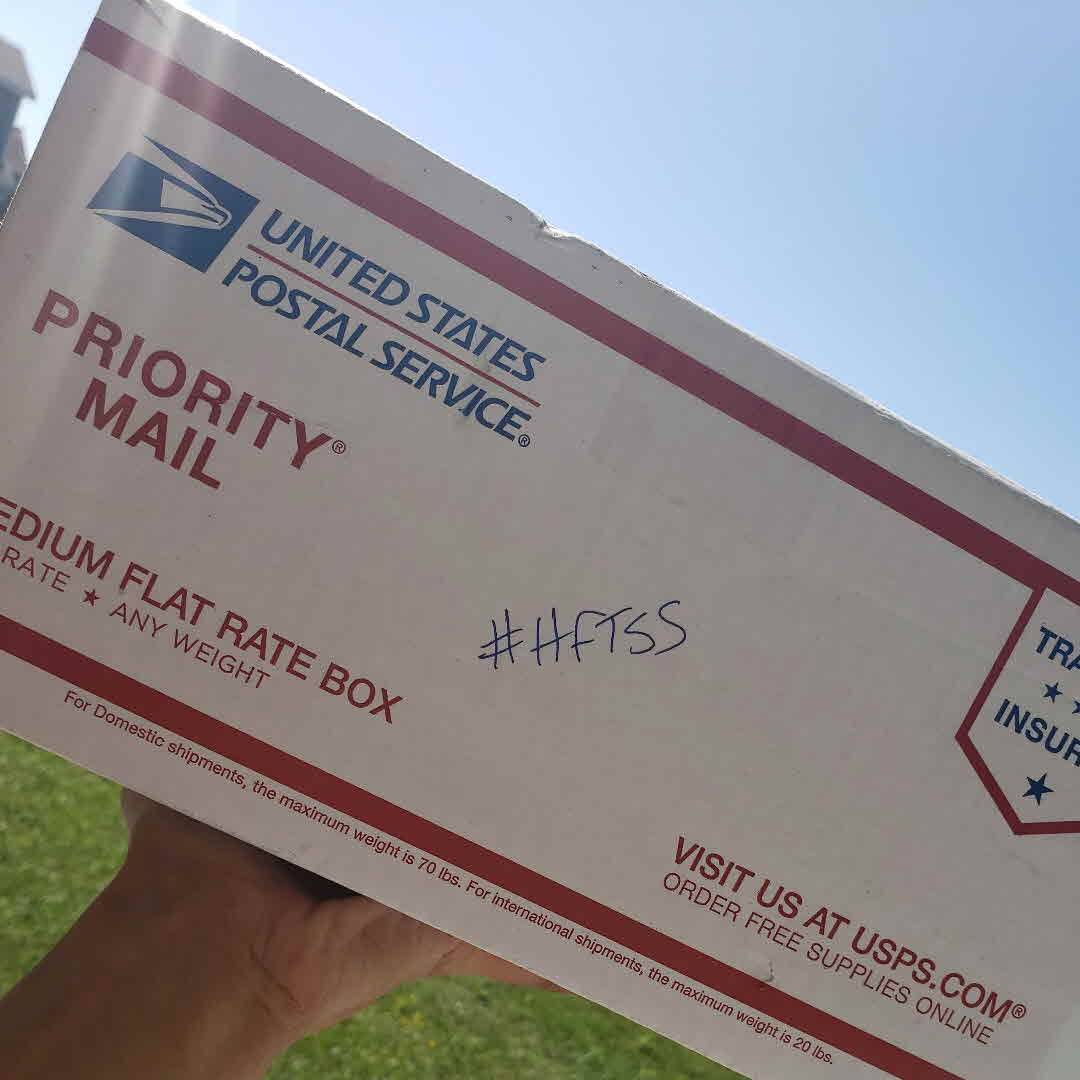 UNITED STATES
POSTAL SERVICE®
PRIORITY®
MAIL
EDIUM FLAT RATE BOX
RATE ★ ANY WEIGHT
For Domestic shipments, the maximum weight is 70 lbs. For international shipments, the maximum weight is 20 lbs.
#HFTSS
TRA
INSUR
VISIT US AT USPS.COM®
ORDER FREE SUPPLIES ONLINE